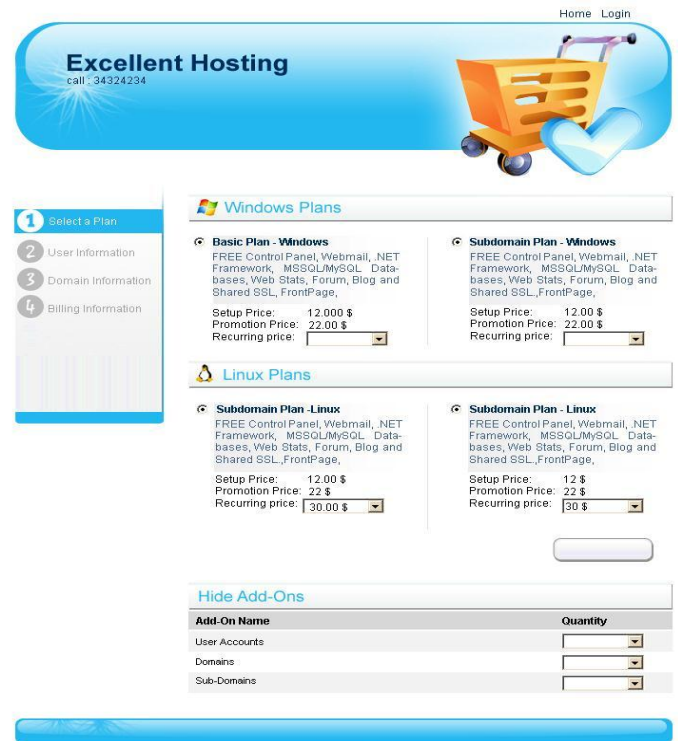 Home Login
Excellent Hosting
call : 34324234
1 Select a Plan
2 User Information
3 Domain Information
4 Billing Information
Windows Plans
Basic Plan - Windows
FREE Control Panel, Webmail, .NET
Framework, MSSQL/MySQL Data-
bases, Web Stats, Forum, Blog and
Shared SSL, FrontPage,
Setup Price: 12.000 $
Promotion Price: 22.00 $
Recurring price:
Subdomain Plan - Windows
FREE Control Panel, Webmail, .NET
Framework, MSSQL/MySQL Data-
bases, Web Stats, Forum, Blog and
Shared SSL.,FrontPage,
Setup Price: 12.00 $
Promotion Price: 22.00 $
Recurring price:
Linux Plans
Subdomain Plan -Linux
FREE Control Panel, Webmail, .NET
Framework, MSSQL/MySQL Data-
bases, Web Stats, Forum, Blog and
Shared SSL.,FrontPage,
Setup Price: 12.00 $
Promotion Price: 22 $
Recurring price: 30.00 $
Subdomain Plan - Linux
FREE Control Panel, Webmail, .NET
Framework, MSSQL/MySQL Data-
bases, Web Stats, Forum, Blog and
Shared SSL.,FrontPage,
Setup Price: 12 $
Promotion Price: 22 $
Recurring price: 30 $
Hide Add-Ons
Add-On Name Quantity
User Accounts
Domains
Sub-Domains